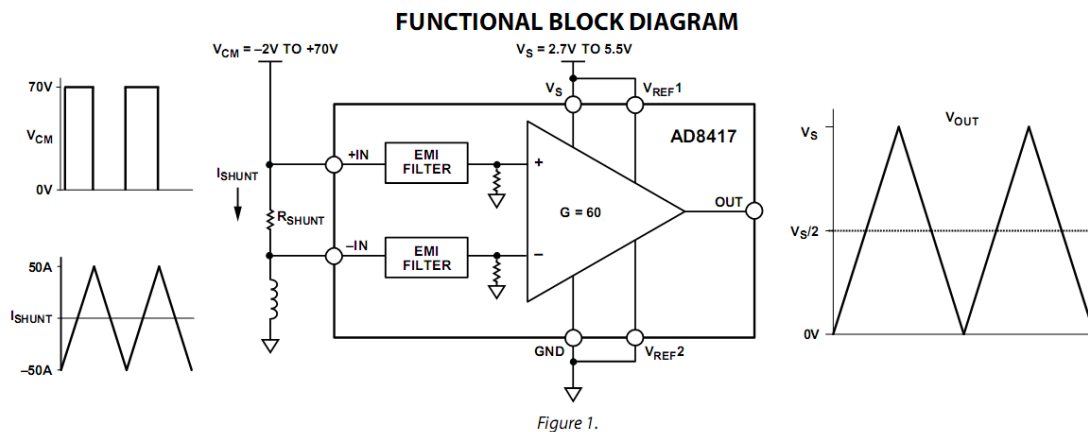 FUNCTIONAL BLOCK DIAGRAM
VCM = –2V TO +70V
VS = 2.7V TO 5.5V
70V
VCM
0V
ISHUNT
50A
ISHUNT
–50A
RSHUNT
+IN
–IN
EMI
FILTER
EMI
FILTER
VS
VREF1
AD8417
+
G = 60
–
OUT
GND
VREF2
VOUT
VS
VS/2
0V
Figure 1.